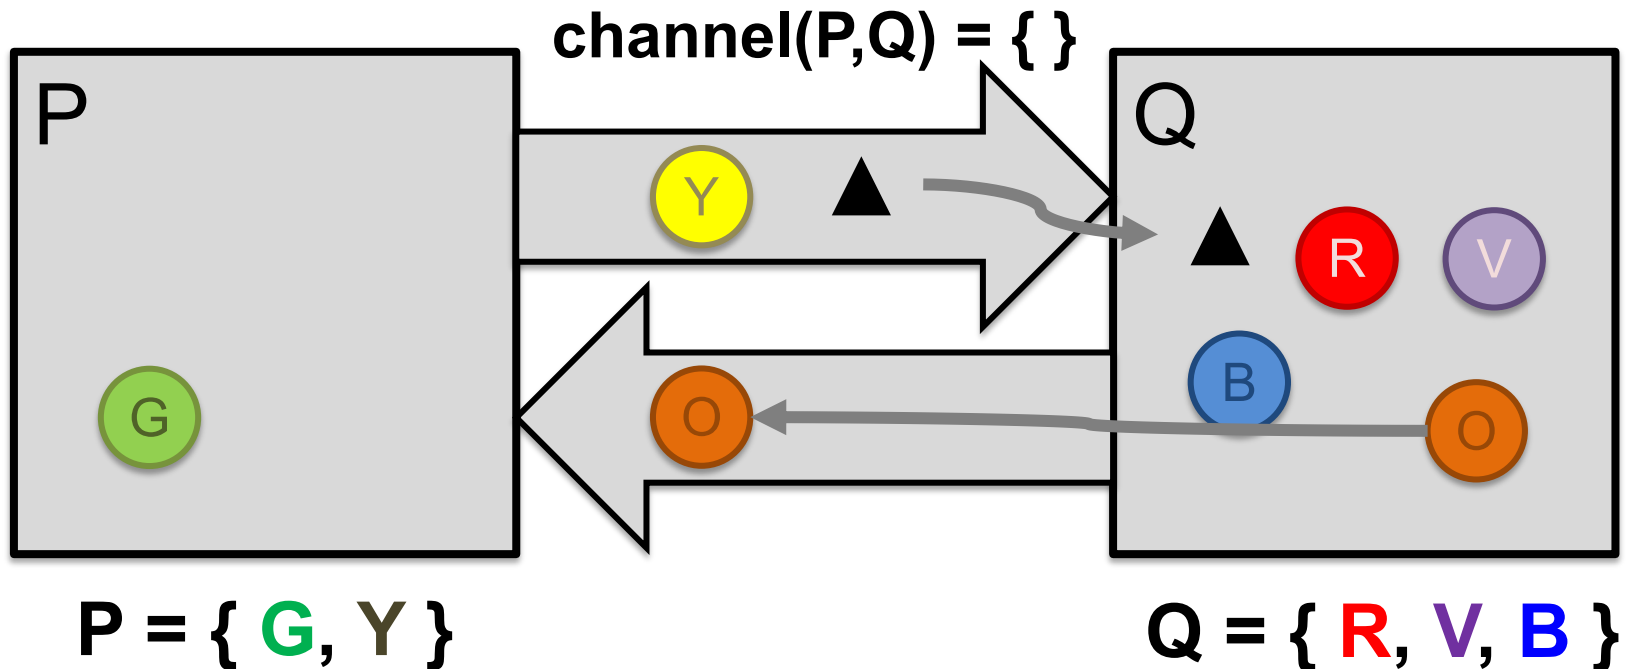 channel(P,Q) = { }
P
Q
Y
R
V
B
G
O
O
P = { G, Y }
Q = { R, V, B }